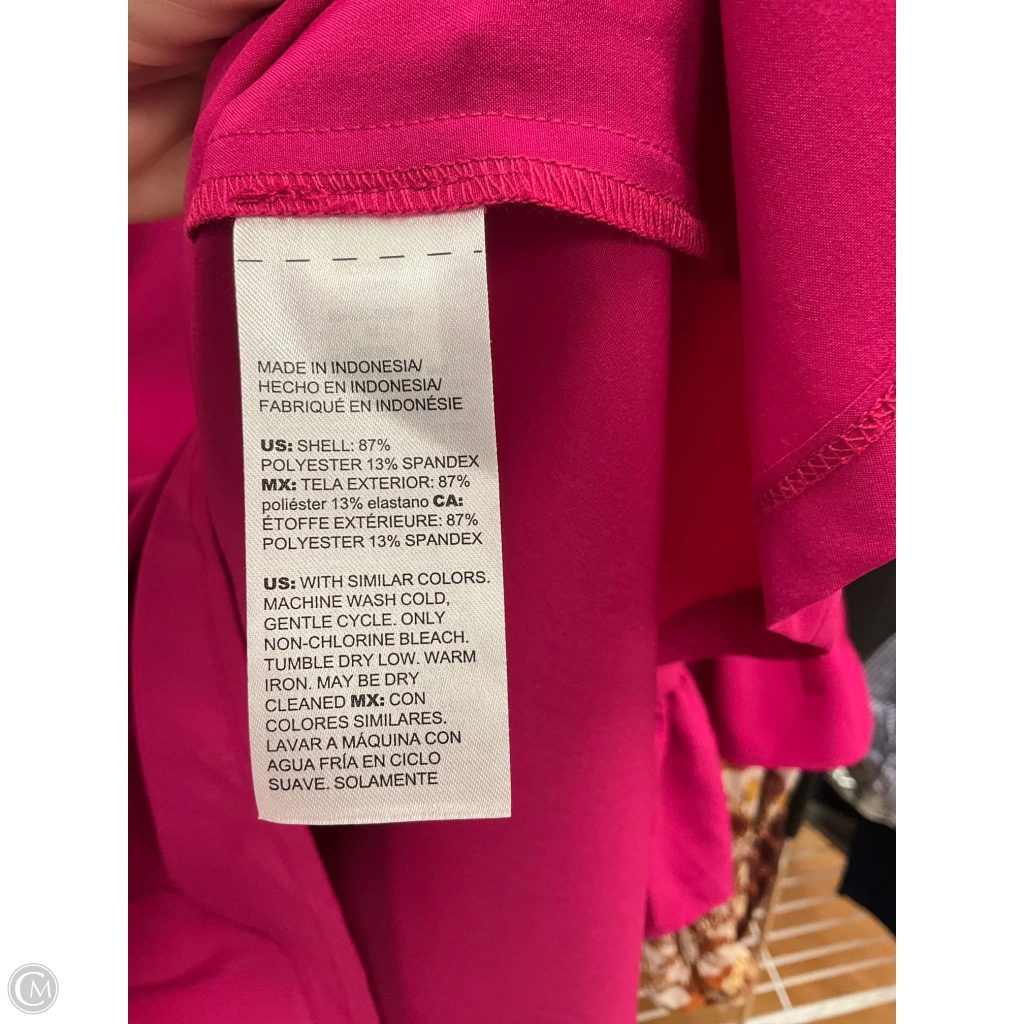 MADE IN INDONESIA/
HECHO EN INDONESIA/
FABRIQUÉ EN INDONÉSIE
US: SHELL: 87%
POLYESTER 13% SPANDEX
MX: TELA EXTERIOR: 87%
poliéster 13% elastano CA:
ÉTOFFE EXTÉRIEURE: 87%
POLYESTER 13% SPANDEX
US: WITH SIMILAR COLORS.
MACHINE WASH COLD,
GENTLE CYCLE. ONLY
NON-CHLORINE BLEACH.
TUMBLE DRY LOW. WARM
IRON. MAY BE DRY
CLEANED MX: CON
COLORES SIMILARES.
LAVAR A MÁQUINA CON
AGUA FRÍA EN CICLO
SUAVE. SOLAMENTE
CM